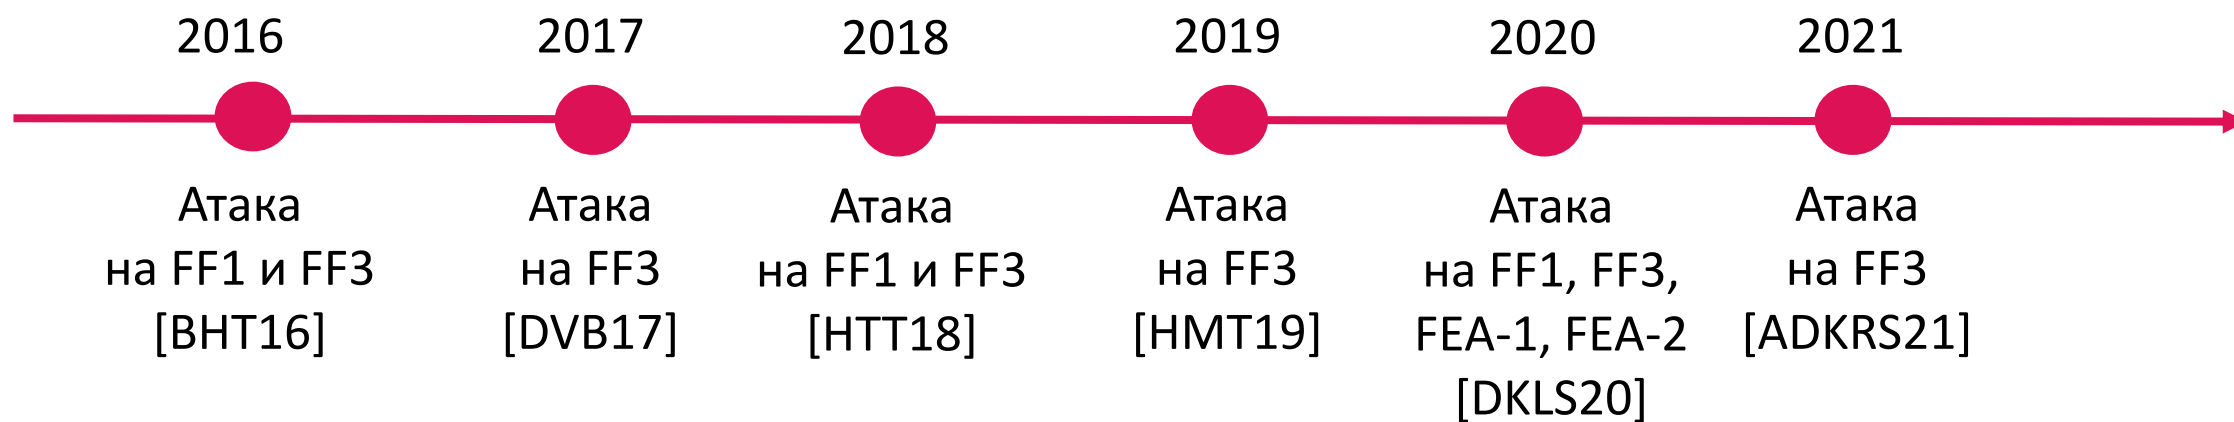 2016
Атака
на FF1 и FF3
[BHT16]
2017
Атака
на FF3
[DVB17]
2018
Атака
на FF1 и FF3
[HTT18]
2019
Атака
на FF3
[HMT19]
2020
Атака
на FF1, FF3,
FEA-1, FEA-2
[DKLS20]
2021
Атака
на FF3
[ADKRS21]